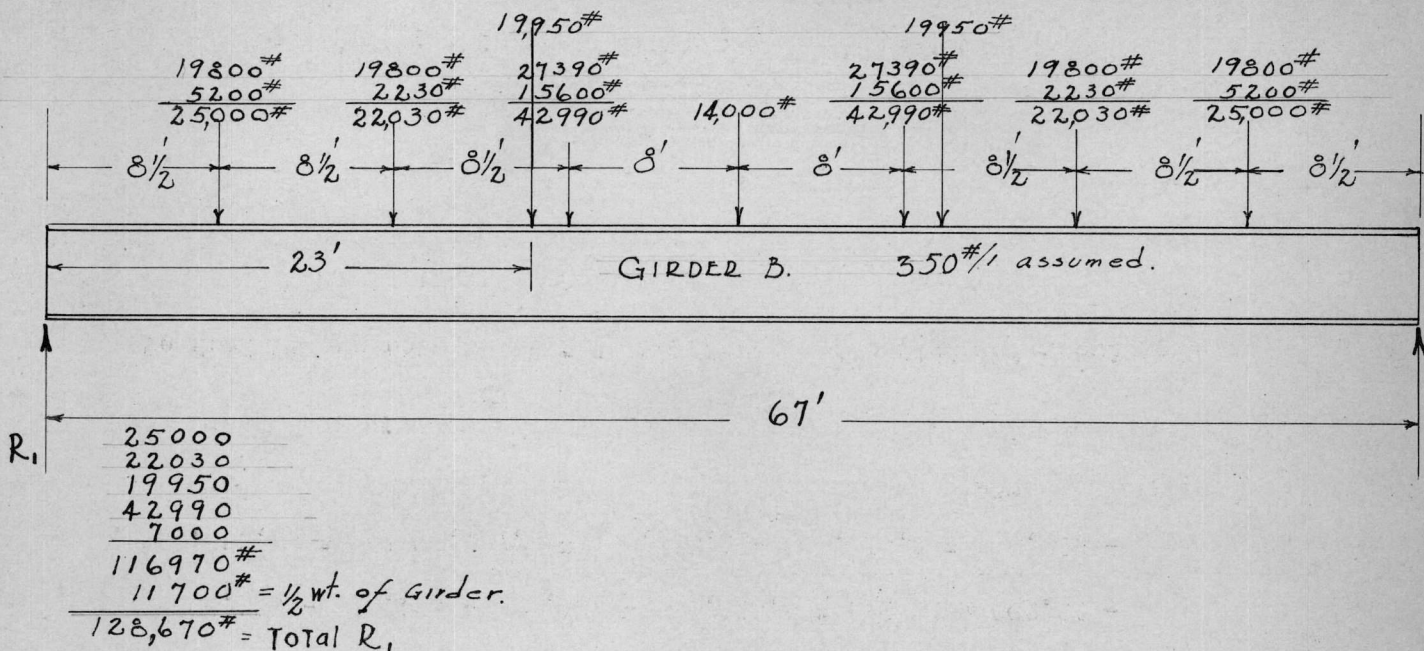 19,950# 19950#
19800# 19800# 27390# 27390# 19800# 19800#
5200# 2230# 15600# 15600# 2230# 5200#
25,000# 22,030# 42990# 14,000# 42,990# 22,030# 25,000#
8½' 8½' 8½' 8' 8' 8½' 8½' 8½'
23' GIRDER B. 350#/1 assumed.
67'
R₁
25000
22030
19950
42990
7000
116970#
11700# = ½ wt. of Girder.
128,670# = Total R₁